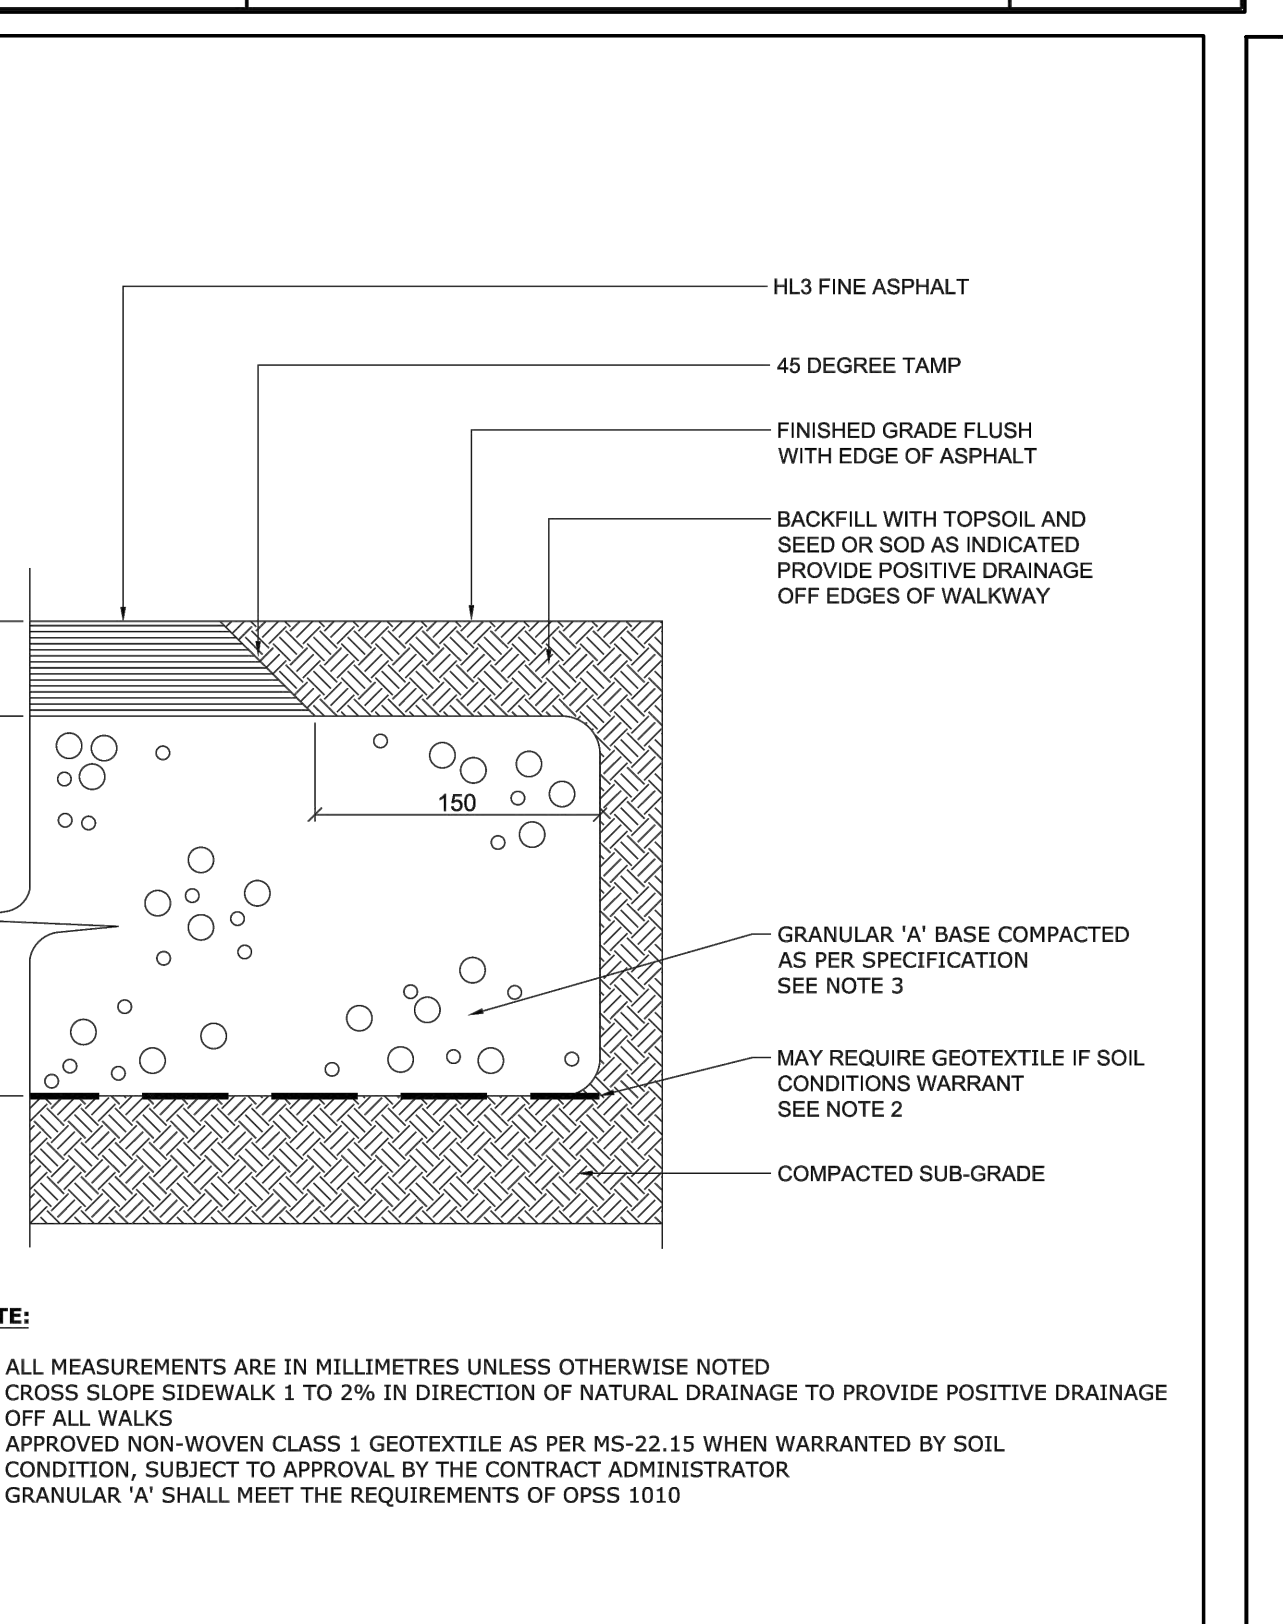 HL3 FINE ASPHALT
45 DEGREE TAMP
FINISHED GRADE FLUSH
WITH EDGE OF ASPHALT
BACKFILL WITH TOPSOIL AND
SEED OR SOD AS INDICATED
PROVIDE POSITIVE DRAINAGE
OFF EDGES OF WALKWAY
150
GRANULAR 'A' BASE COMPACTED
AS PER SPECIFICATION
SEE NOTE 3
MAY REQUIRE GEOTEXTILE IF SOIL
CONDITIONS WARRANT
SEE NOTE 2
COMPACTED SUB-GRADE
TE:
ALL MEASUREMENTS ARE IN MILLIMETRES UNLESS OTHERWISE NOTED
CROSS SLOPE SIDEWALK 1 TO 2% IN DIRECTION OF NATURAL DRAINAGE TO PROVIDE POSITIVE DRAINAGE
OFF ALL WALKS
APPROVED NON-WOVEN CLASS 1 GEOTEXTILE AS PER MS-22.15 WHEN WARRANTED BY SOIL
CONDITION, SUBJECT TO APPROVAL BY THE CONTRACT ADMINISTRATOR
GRANULAR 'A' SHALL MEET THE REQUIREMENTS OF OPSS 1010